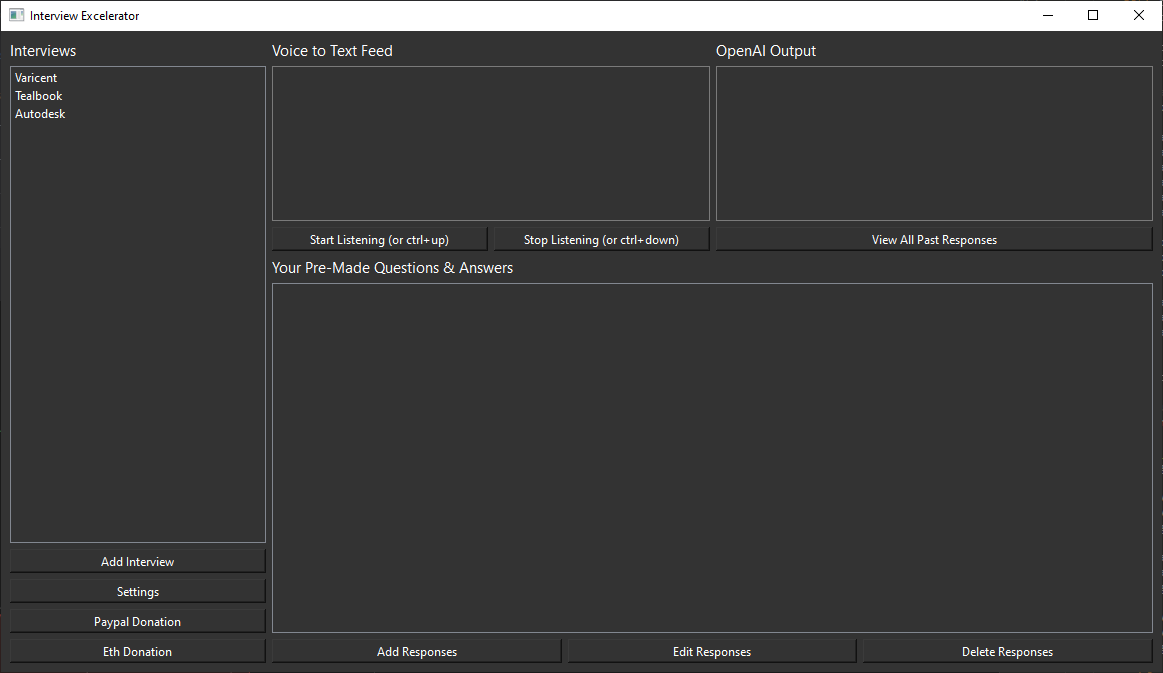 Interview Excelerator
Interviews
Varicent
Tealbook
Autodesk
Add Interview
Settings
Paypal Donation
Eth Donation
Voice to Text Feed
Start Listening (or ctrl+up)
Stop Listening (or ctrl+down)
OpenAI Output
View All Past Responses
Your Pre-Made Questions & Answers
Add Responses
Edit Responses
Delete Responses